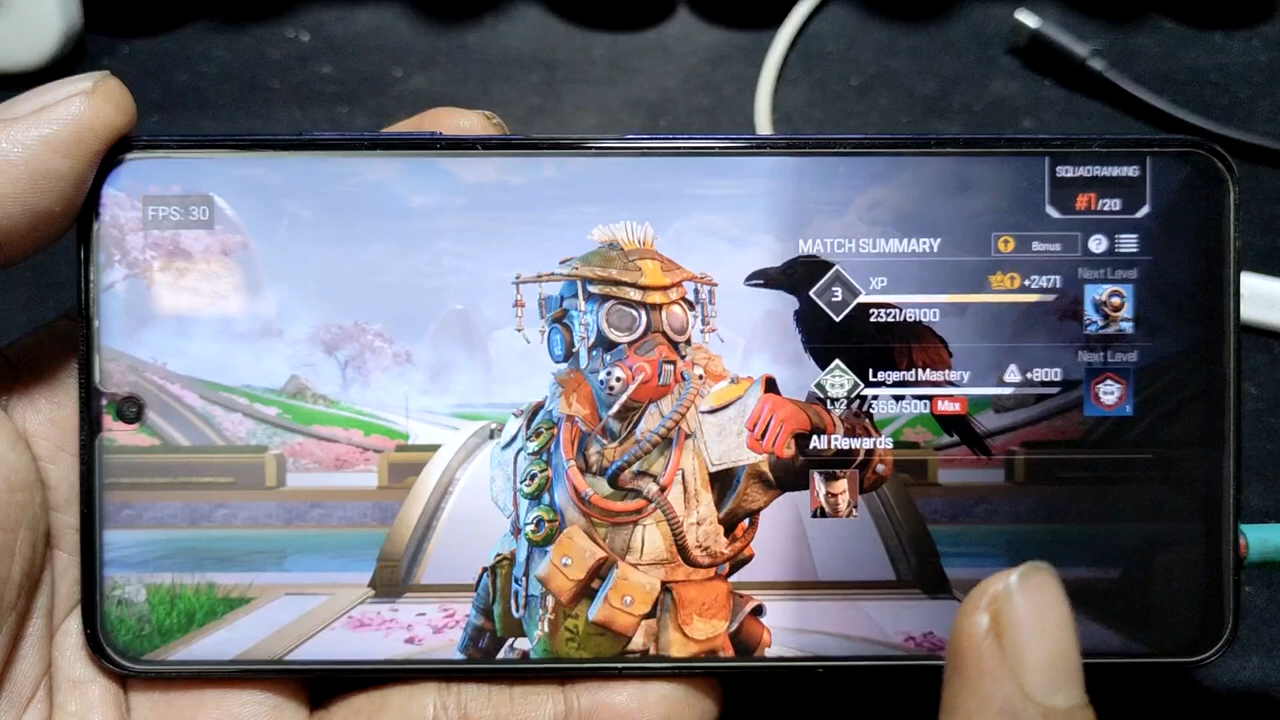 FPS: 30
SQUAD RANKING
#1/20
MATCH SUMMARY
Bonus
?
3
XP
+2471
Next Level
2321/6100
Lv2
Legend Mastery
+800
Next Level
366/500 Max
1
All Rewards